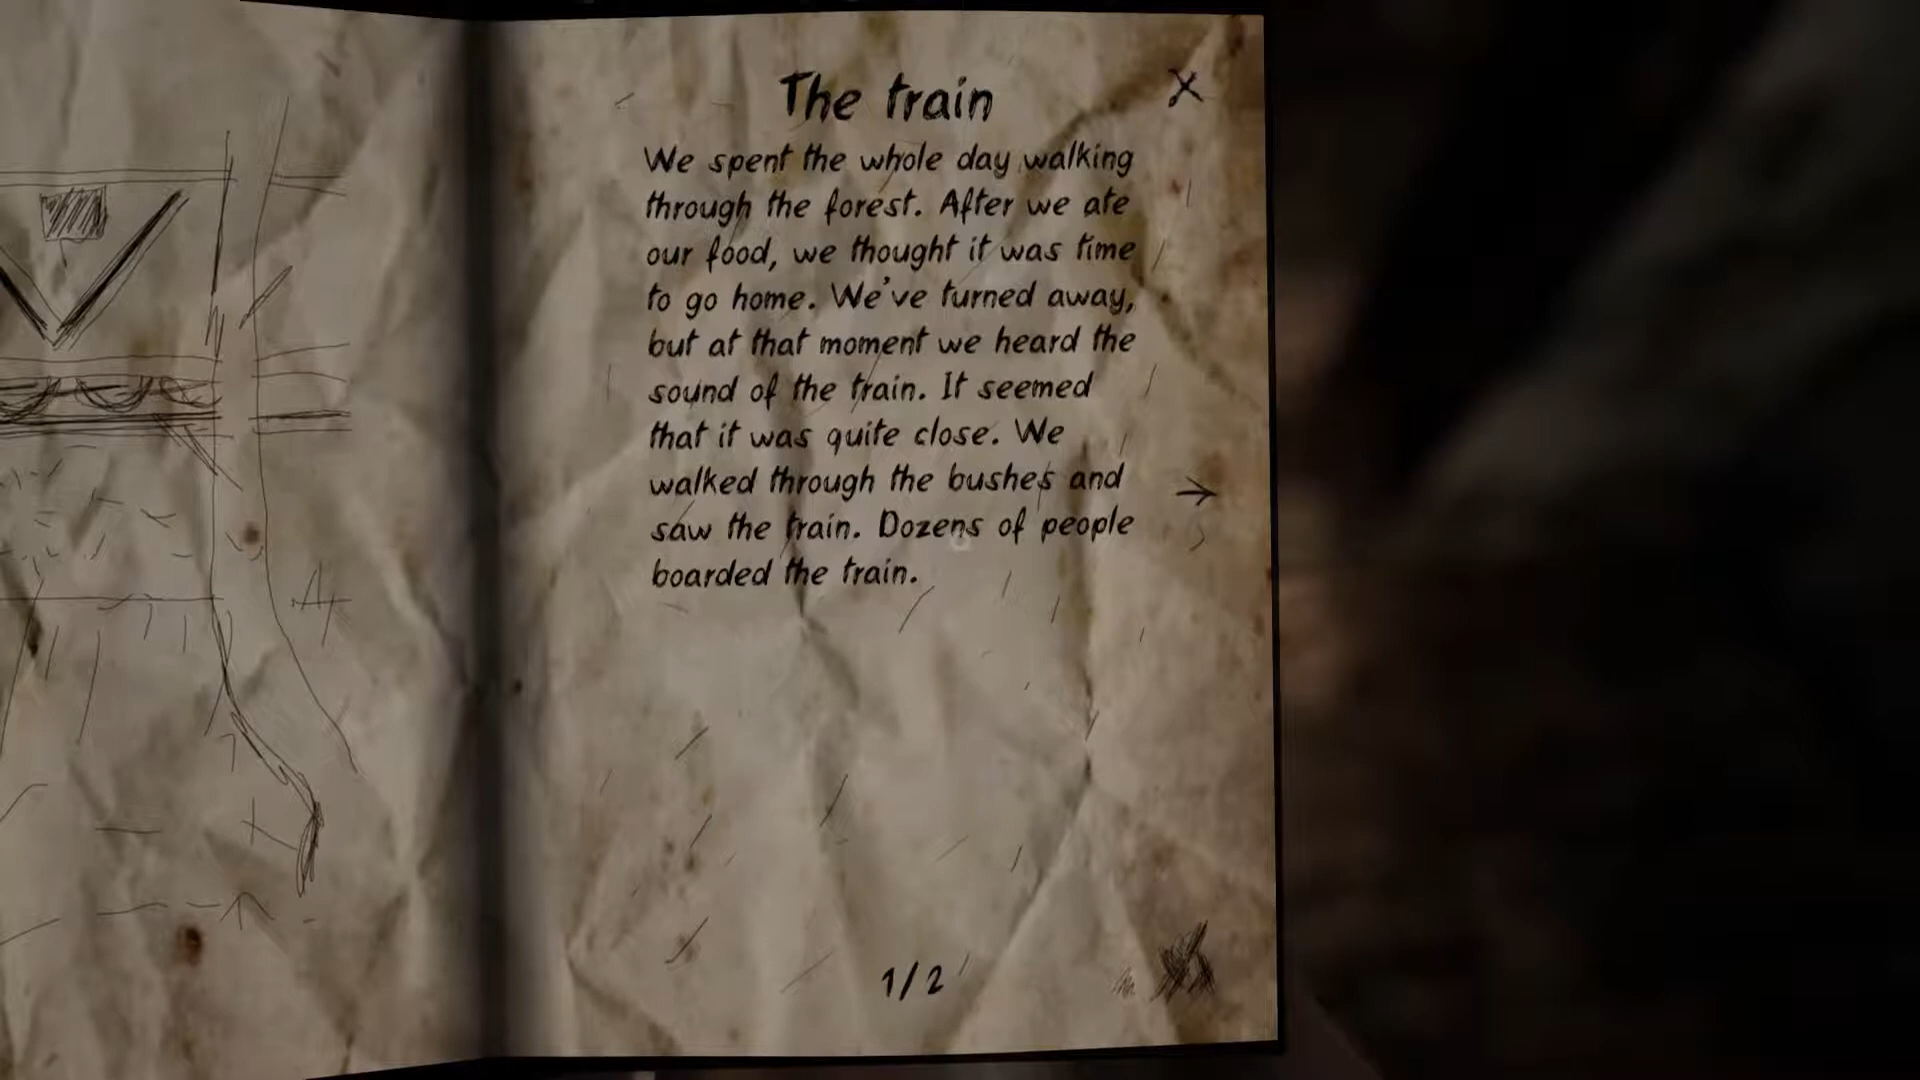 The train
We spent the whole day walking
through the forest. After we ate
our food, we thought it was time
to go home. We've turned away,
but at that moment we heard the
sound of the train. It seemed
that it was quite close. We
walked through the bushes and
saw the train. Dozens of people
boarded the train.
1/2